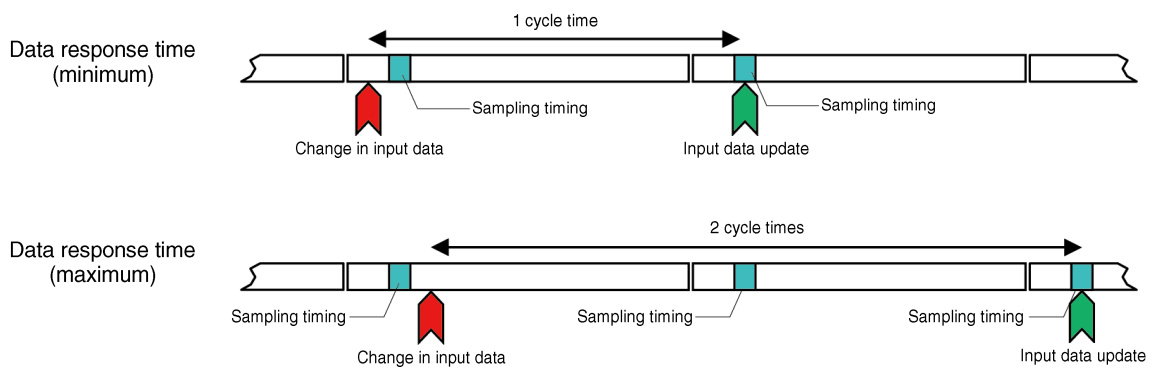 1 cycle time
Data response time
(minimum)
Sampling timing
Sampling timing
Change in input data
Input data update
2 cycle times
Data response time
(maximum)
Sampling timing
Sampling timing
Sampling timing
Change in input data
Input data update